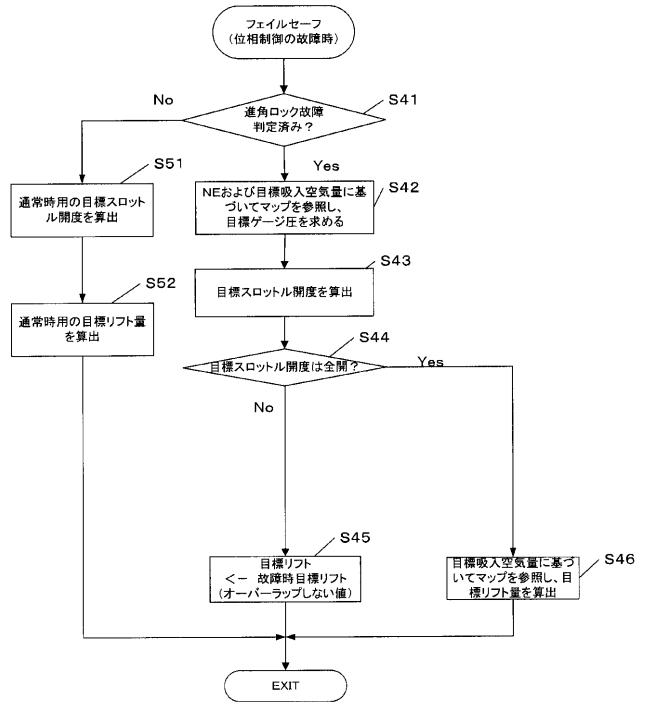 フェイルセーフ
(位相制御の故障時)
S41
進角ロック故障
判定済み？
No
Yes
S51
通常時用の目標スロット
ル開度を算出
S42
NEおよび目標吸入空気量に基
づいてマップを参照し、
目標ゲージ圧を求める
S43
目標スロットル開度を算出
S52
通常時用の目標リフト量
を算出
S44
目標スロットル開度は全開？
Yes
No
S45
目標リフト
<ー 故障時目標リフト
(オーバーラップしない値)
S46
目標吸入空気量に基づ
いてマップを参照し、目
標リフト量を算出
EXIT